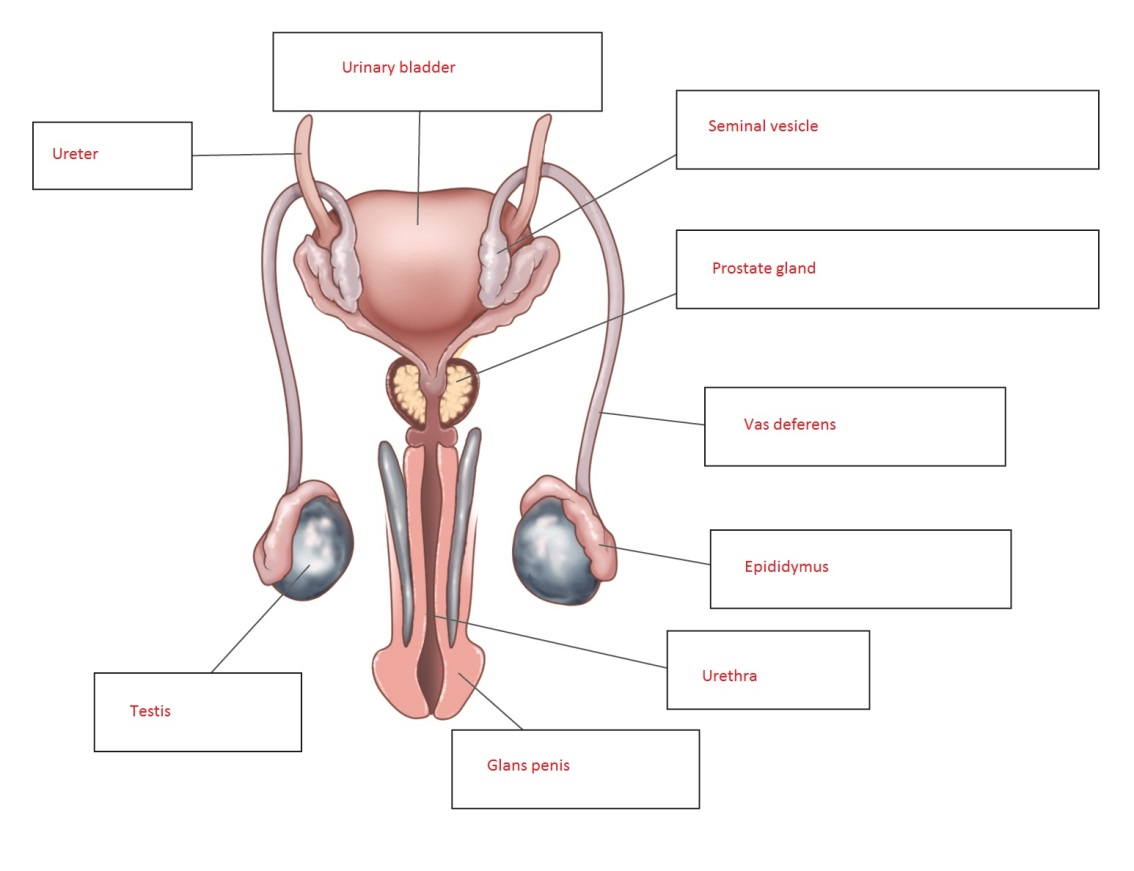 Urinary bladder
Seminal vesicle
Ureter
Prostate gland
Vas deferens
Epididymus
Urethra
Testis
Glans penis